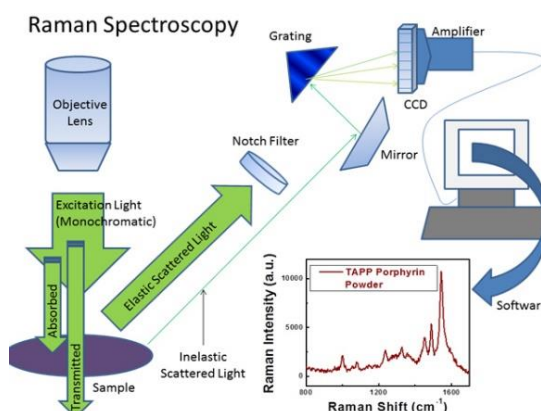 Raman Spectroscopy
Objective
Lens
Excitation Light
(Monochromatic)
Absorbed
Transmitted
Sample
Elastic Scattered Light
Inelastic
Scattered Light
Notch Filter
Grating
Mirror
CCD
Amplifier
Software
TAPP Porphyrin
Powder
Raman Intensity (a.u.)
10000
5000
0
800
1200
1600
Raman Shift (cm-1)